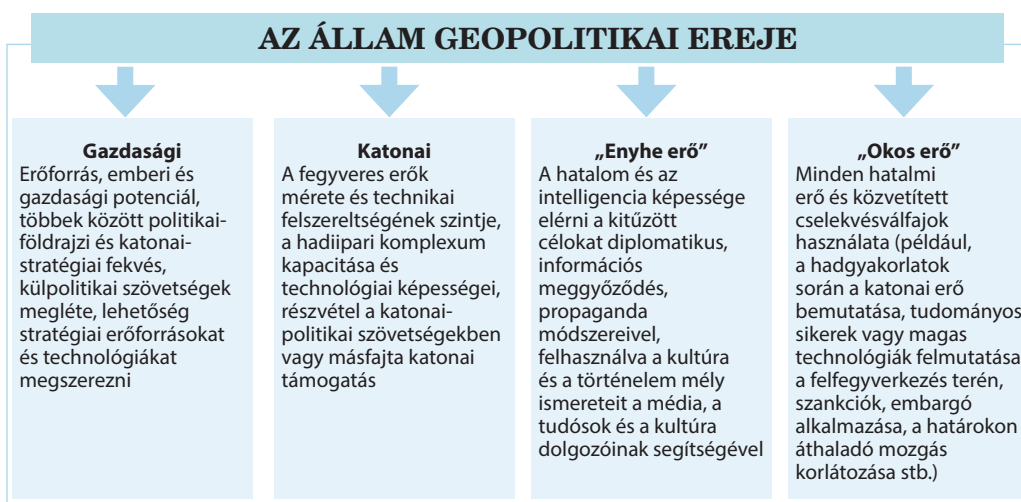 AZ ÁLLAM GEOPOLITIKAI EREJE
Gazdasági
Erőforrás, emberi és
gazdasági potenciál,
többek között politikai-
földrajzi és katonai-
stratégiai fekvés,
külpolitikai szövetségek
megléte, lehetőség
stratégiai erőforrásokat
és technológiákat
megszerezni
Katonai
A fegyveres erők
mérete és technikai
felszereltségének szintje,
a hadiipari komplexum
kapacitása és
technológiai képességei,
részvétel a katonai-
politikai szövetségekben
vagy másfajta katonai
támogatás
„Enyhe erő”
A hatalom és az
intelligencia képessége
elérni a kitűzött
célokat diplomatikus,
információs
meggyőződés,
propaganda
módszereivel,
felhasználva a kultúra
és a történelem mély
ismereteit a média, a
tudósok és a kultúra
dolgozóinak segítségével
„Okos erő”
Minden hatalmi
erő és közvetített
cselekvésválfajok
használata (például,
a hadgyakorlatok
során a katonai erő
bemutatása, tudományos
sikerek vagy magas
technológiák felmutatása
a felfegyverkezés terén,
szankciók, embargó
alkalmazása, a határokon
áthaladó mozgás
korlátozása stb.)